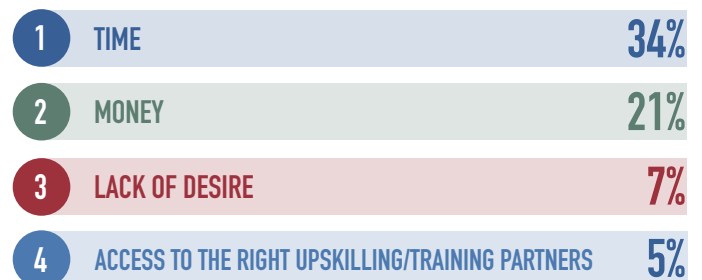 1 TIME 34%
2 MONEY 21%
3 LACK OF DESIRE 7%
4 ACCESS TO THE RIGHT UPSKILLING/TRAINING PARTNERS 5%